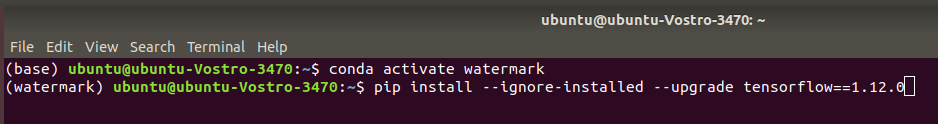 ubuntu@ubuntu-Vostro-3470: ~
File Edit View Search Terminal Help
(base) ubuntu@ubuntu-Vostro-3470:~$ conda activate watermark
(watermark) ubuntu@ubuntu-Vostro-3470:~$ pip install --ignore-installed --upgrade tensorflow==1.12.0